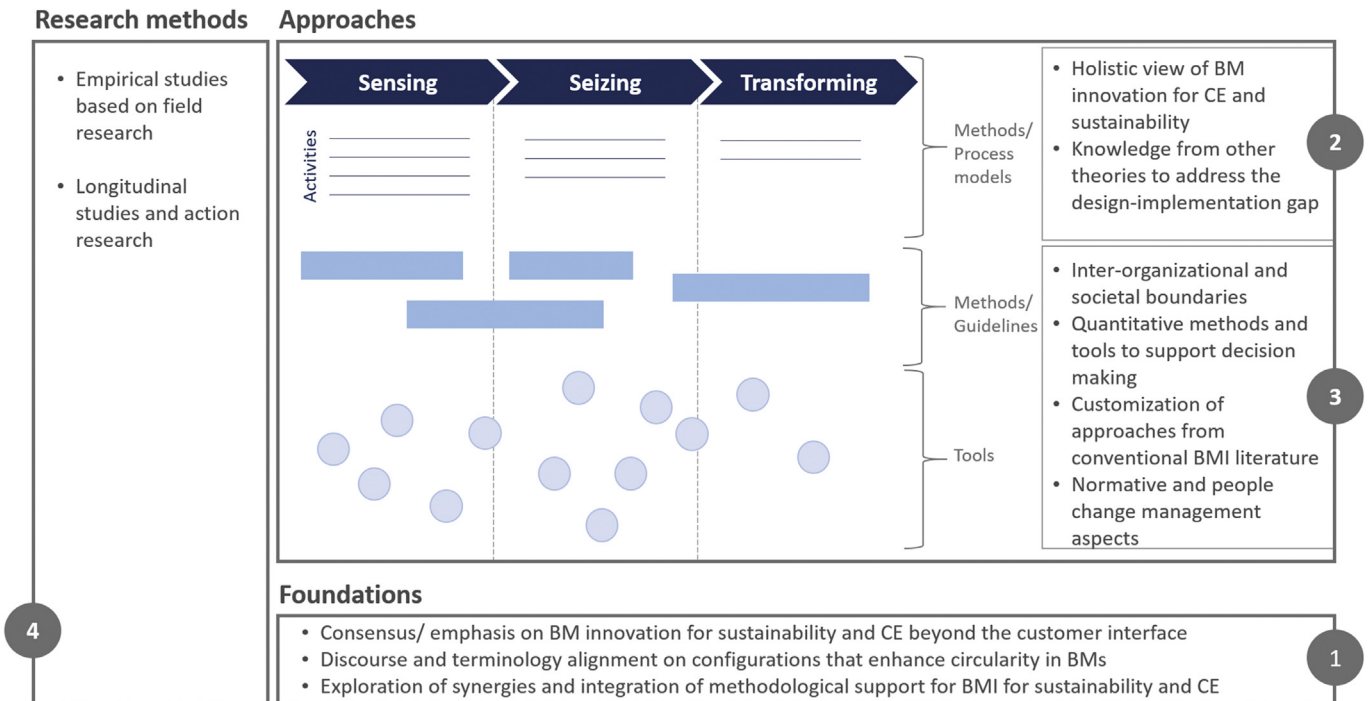 Research methods
Approaches
• Empirical studies
based on field
research
• Longitudinal
studies and action
research
Sensing
Seizing
Transforming
Activities
Methods/
Process
models
Methods/
Guidelines
Tools
• Holistic view of BM
innovation for CE and
sustainability
• Knowledge from other
theories to address the
design-implementation gap
2
• Inter-organizational and
societal boundaries
• Quantitative methods and
tools to support decision
making
• Customization of
approaches from
conventional BMI literature
• Normative and people
change management
aspects
3
4
Foundations
• Consensus/ emphasis on BM innovation for sustainability and CE beyond the customer interface
• Discourse and terminology alignment on configurations that enhance circularity in BMs
• Exploration of synergies and integration of methodological support for BMI for sustainability and CE
1